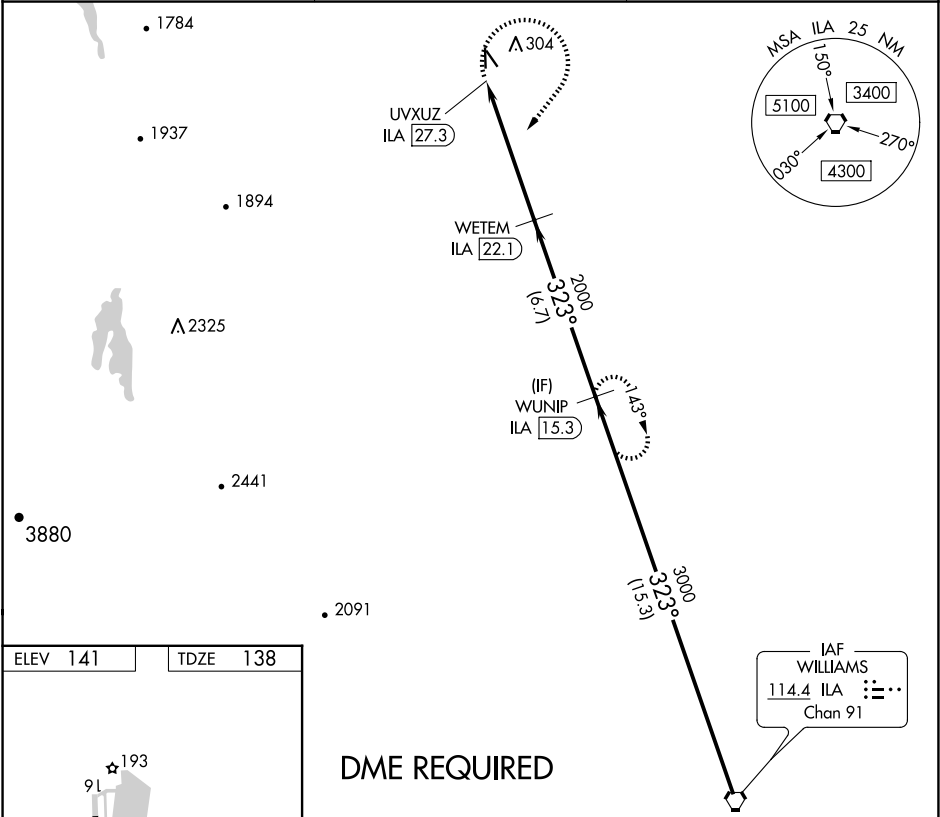 1784
304
MSA ILA 25 NM
150°
5100
3400
270°
030°
4300
UVXUZ
ILA 27.3
1937
1894
WETEM
ILA 22.1
2000
323°
(6.7)
2325
(IF)
WUNIP
ILA 15.3
143°
2441
3880
3000
323°
(15.3)
2091
ELEV 141
TDZE 138
IAF
WILLIAMS
114.4 ILA
Chan 91
193
16
DME REQUIRED